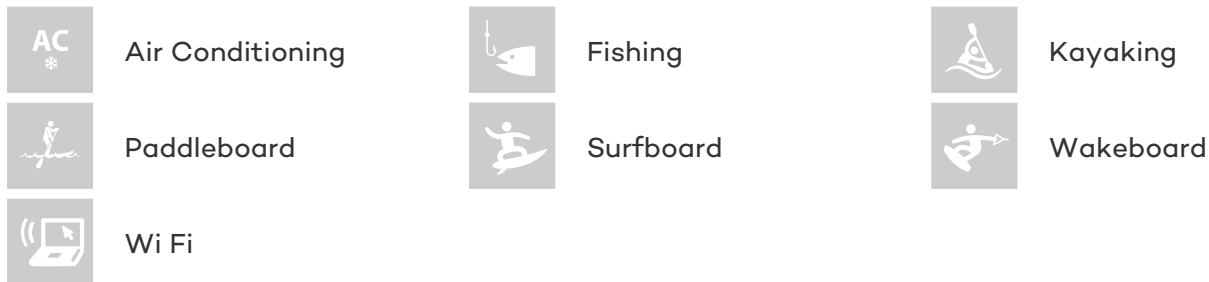 AC
Air Conditioning
Fishing
Kayaking
Paddleboard
Surfboard
Wakeboard
Wi Fi